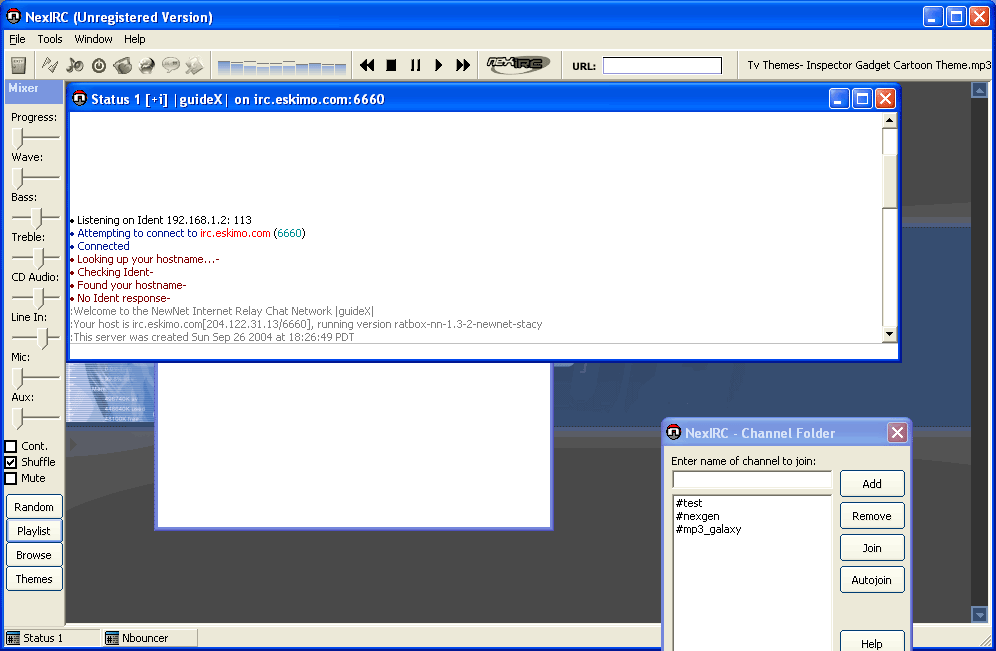 NexIRC (Unregistered Version)
File Tools Window Help
nexIRC
URL:
Tv Themes- Inspector Gadget Cartoon Theme.mp3
Mixer
Progress:
Wave:
Bass:
Treble:
CD Audio:
Line In:
Mic:
Aux:
Cont.
Shuffle
Mute
Random
Playlist
Browse
Themes
Status 1 [+i] |guideX| on irc.eskimo.com:6660
• Listening on Ident 192.168.1.2: 113
• Attempting to connect to irc.eskimo.com (6660)
• Connected
• Looking up your hostname...-
• Checking Ident-
• Found your hostname-
• No Ident response-
:Welcome to the NewNet Internet Relay Chat Network |guideX|
:Your host is irc.eskimo.com[204.122.31.13/6660], running version ratbox-nn-1.3-2-newnet-stacy
:This server was created Sun Sep 26 2004 at 18:26:49 PDT
NexIRC - Channel Folder
Enter name of channel to join:
#test
#nexgen
#mp3_galaxy
Add
Remove
Join
Autojoin
Help
Status 1
Nbouncer